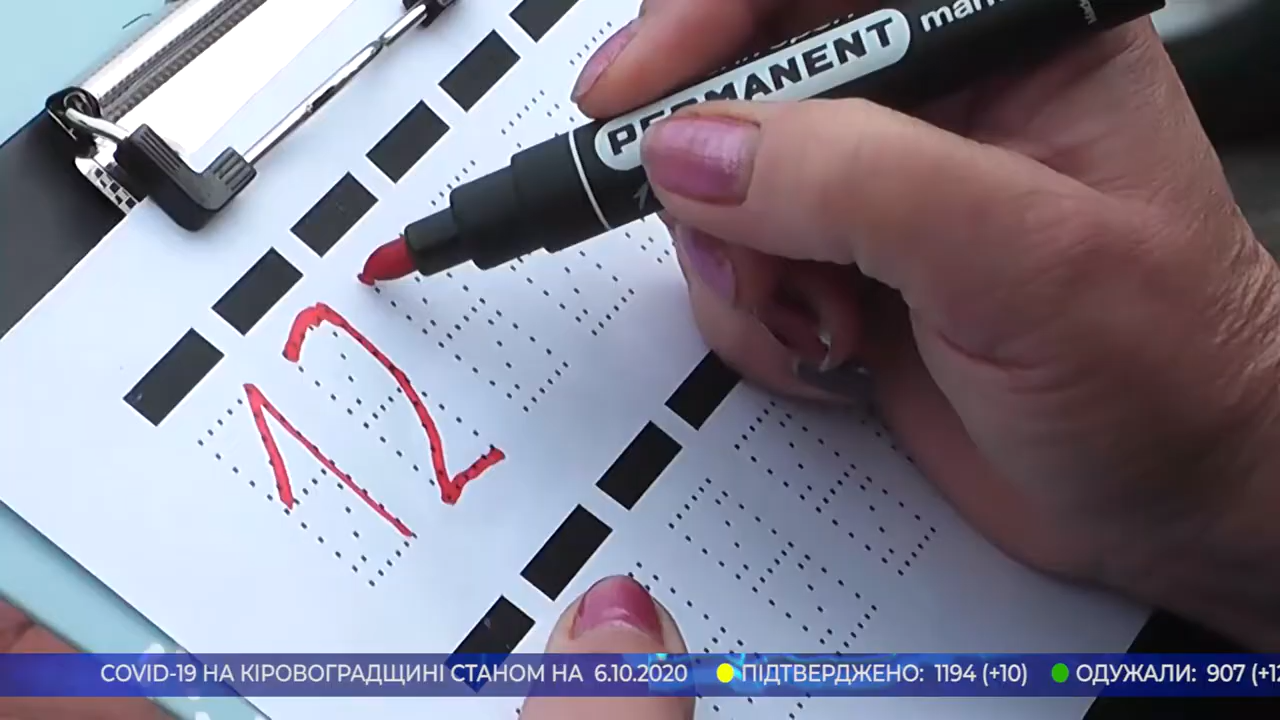 PERMANENT
12
COVID-19 НА КІРОВОГРАДЩИНІ СТАНОМ НА 6.10.2020 ПІДТВЕРДЖЕНО: 1194 (+10) ОДУЖАЛИ: 907